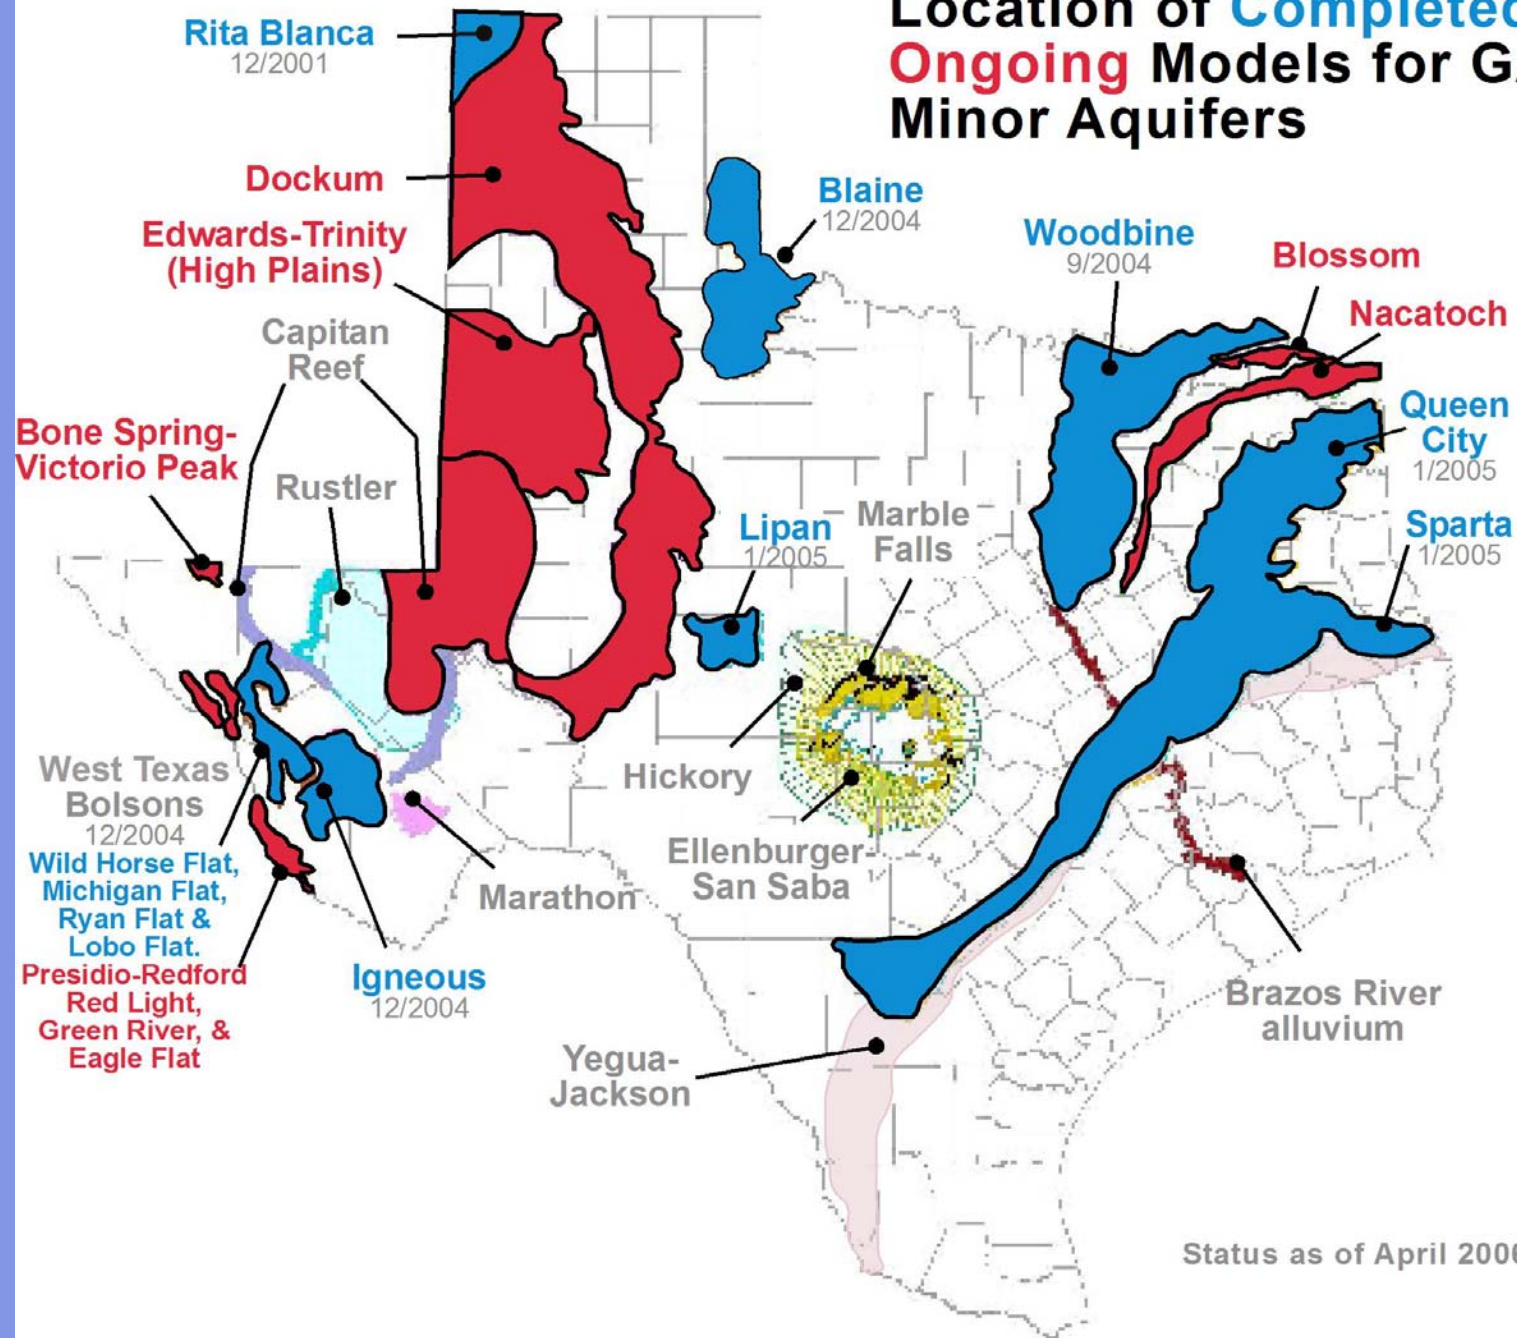 Location of Completed
Ongoing Models for
Minor Aquifers
Rita Blanca
12/2001
Dockum
Edwards-Trinity
(High Plains)
Capitan
Reef
Bone Spring-
Victorio Peak
Rustler
Blaine
12/2004
Woodbine
9/2004
Blossom
Nacatoch
Queen
City
1/2005
Sparta
1/2005
Lipan
1/2005
Marble
Falls
Hickory
Ellenburger-
San Saba
West Texas
Bolsons
12/2004
Wild Horse Flat,
Michigan Flat,
Ryan Flat &
Lobo Flat.
Presidio-Redford
Red Light,
Green River, &
Eagle Flat
Igneous
12/2004
Marathon
Yegua-
Jackson
Brazos River
alluvium
Status as of April 2006